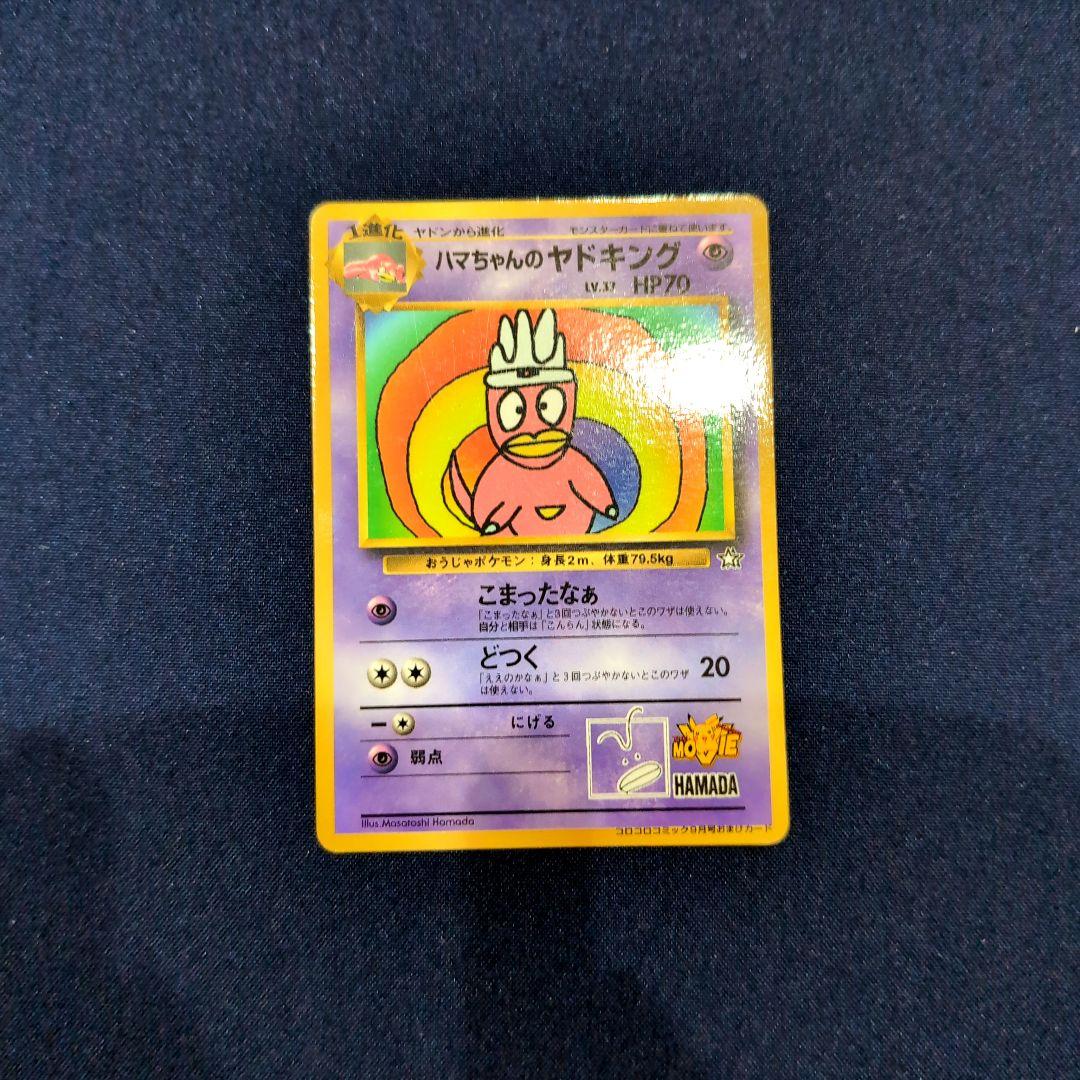 1進化 ヤドンから進化 モンスターカードに重ねて使います
ハマちゃんの ヤドキング
LV.37 HP70
おうじゃポケモン：身長2m、体重79.5kg
こまったなぁ
「こまったなぁ」と3回つぶやかないとこのワザは使えない。
自分と相手は「こんらん」状態になる。
どつく 20
「ええのかなぁ」と3回つぶやかないとこのワザ
は使えない。
にげる
弱点
MOVIE
HAMADA
Illus.Masatoshi Hamada
コロコロコミック9月号おまけカード